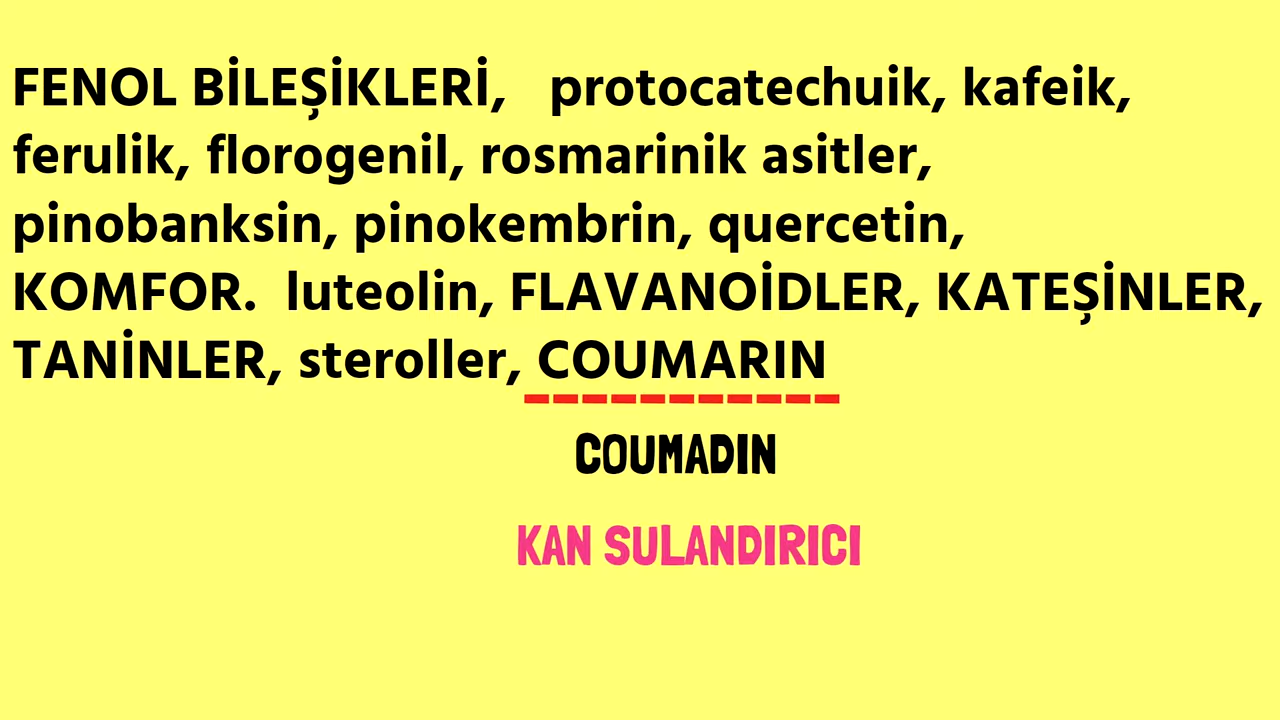 FENOL BİLEŞİKLERİ, protocatechuik, kafeik,
ferulik, florogenil, rosmarinik asitler,
pinobanksin, pinokembrin, quercetin,
KOMFOR. luteolin, FLAVANOİDLER, KATEŞİNLER,
TANİNLER, steroller, COUMARIN
COUMADIN
KAN SULANDIRICI